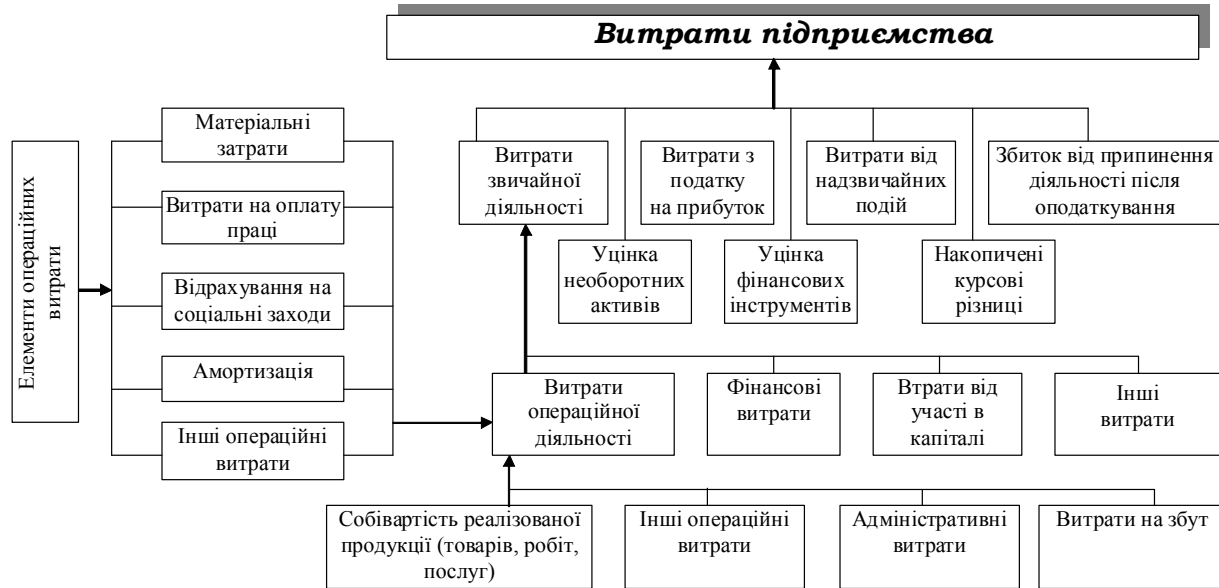 Витрати підприємства
Елементи операційних
витрати
Матеріальні
затрати
Витрати на оплату
праці
Відрахування на
соціальні заходи
Амортизація
Інші операційні
витрати
Витрати
звичайної
діяльності
Витрати з
податку
на прибуток
Витрати від
надзвичайних
подій
Збиток від припинення
діяльності після
оподаткування
Уцінка
необоротних
активів
Уцінка
фінансових
інструментів
Накопичені
курсові
різниці
Витрати
операційної
діяльності
Фінансові
витрати
Втрати від
участі в
капіталі
Інші
витрати
Собівартість реалізованої
продукції (товарів, робіт,
послуг)
Інші операційні
витрати
Адміністративні
витрати
Витрати на збут